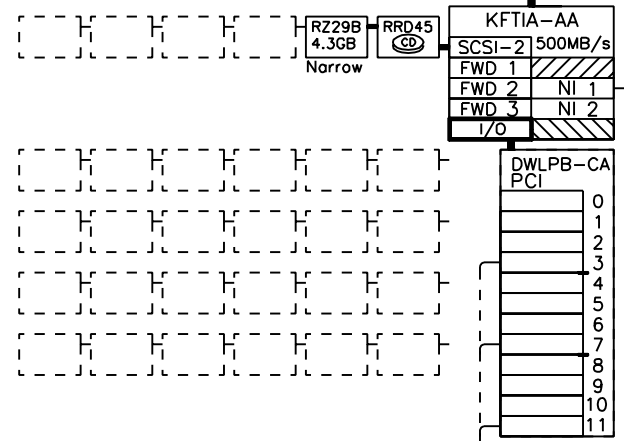 RZ29B
4.3GB
Narrow
RRD45
CD
KFTIA-AA
SCSI-2 500MB/s
FWD 1
FWD 2 NI 1
FWD 3 NI 2
I/O
DWLPB-CA
PCI
0
1
2
3
4
5
6
7
8
9
10
11